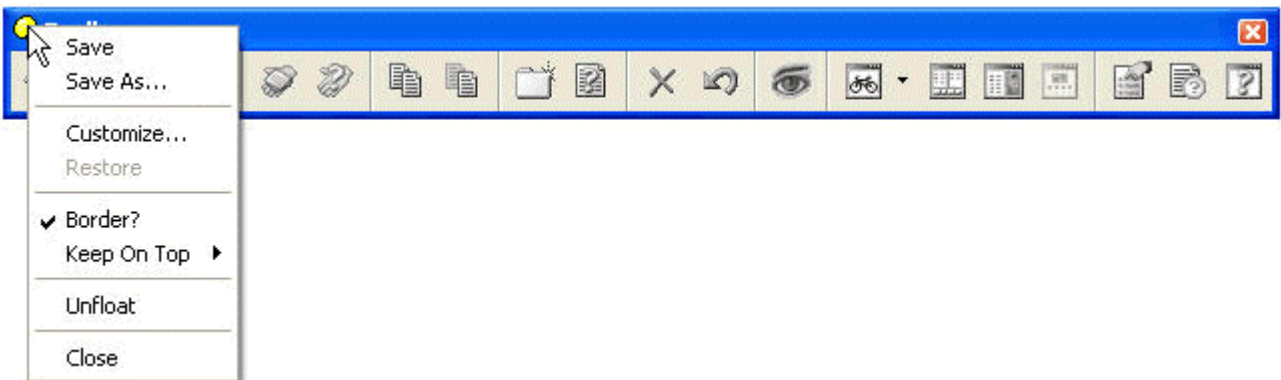 Save
Save As...
Customize...
Restore
Border?
Keep On Top
Unfloat
Close